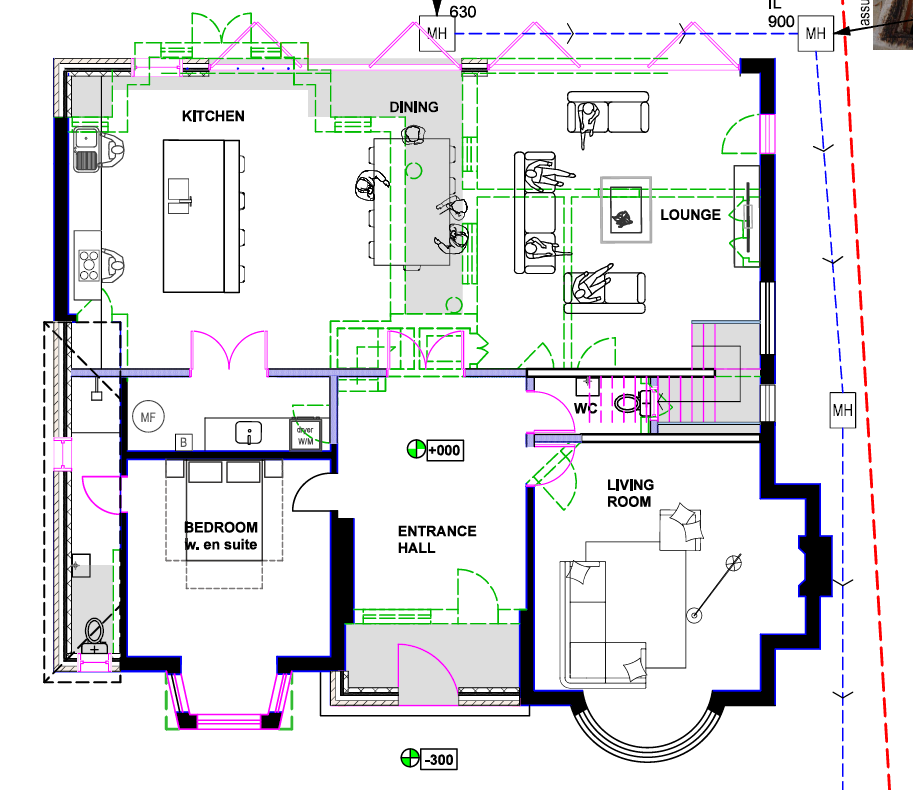 630
IL
900
MH
MH
assu
DINING
KITCHEN
LOUNGE
MF
B
dryer
W/M
WC
MH
+000
LIVING
ROOM
BEDROOM
w. en suite
ENTRANCE
HALL
-300